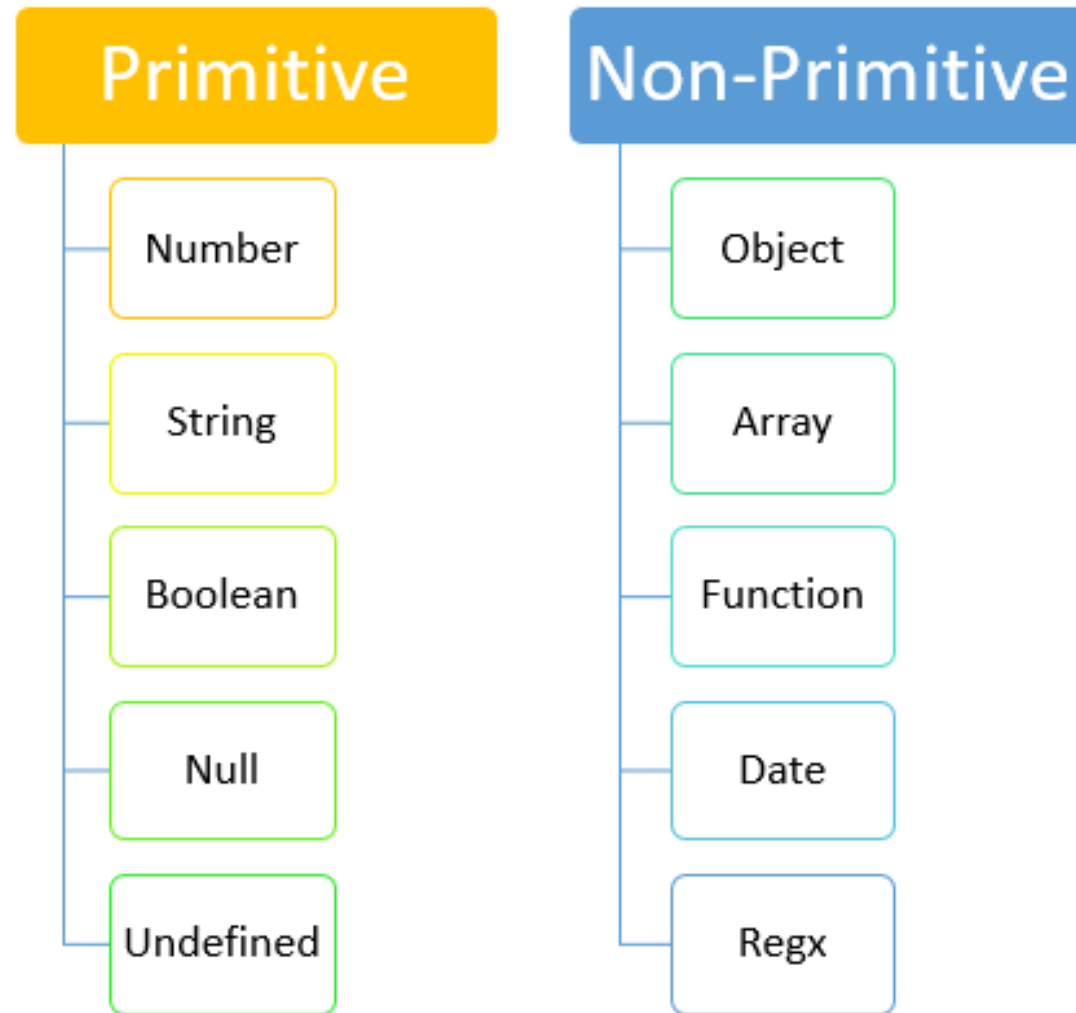 Primitive
Number
String
Boolean
Null
Undefined
Non-Primitive
Object
Array
Function
Date
Regx